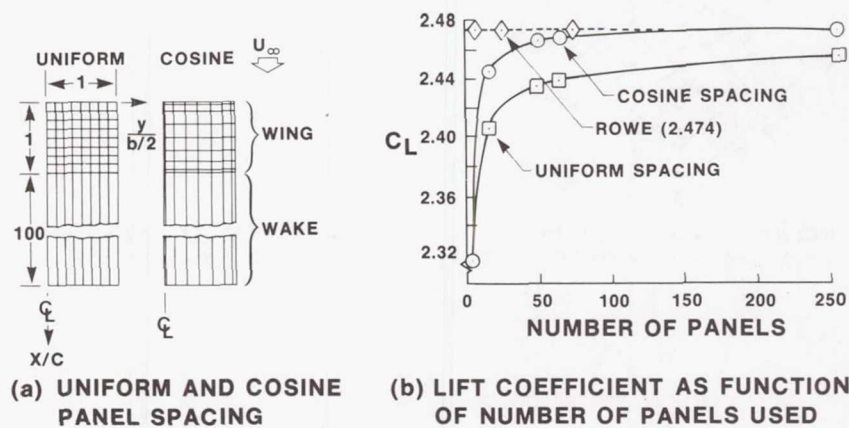 UNIFORM
COSINE
U∞
1
1
y
b/2
WING
100
WAKE
℄
℄
X/C
(a) UNIFORM AND COSINE
PANEL SPACING
2.48
2.44
2.40
2.36
2.32
CL
COSINE SPACING
ROWE (2.474)
UNIFORM SPACING
0
50
100
150
200
250
NUMBER OF PANELS
(b) LIFT COEFFICIENT AS FUNCTION
OF NUMBER OF PANELS USED